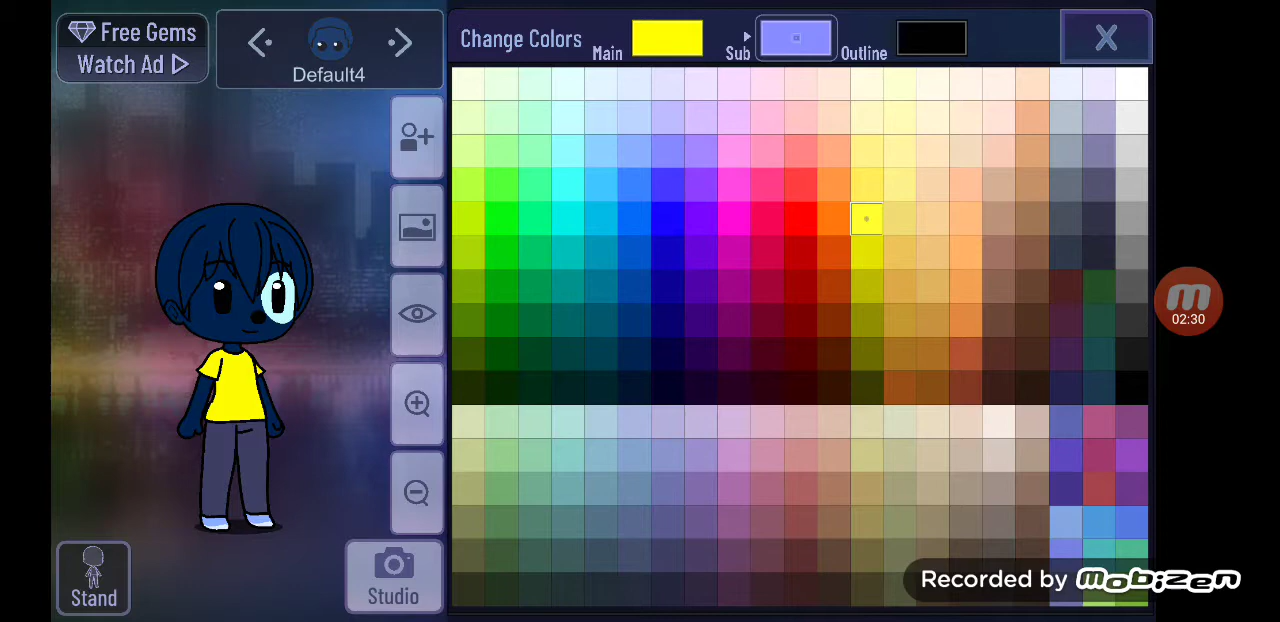 Free Gems
Watch Ad
Default4
Change Colors
Main
Sub
Outline
X
02:30
Stand
Studio
Recorded by mobizen